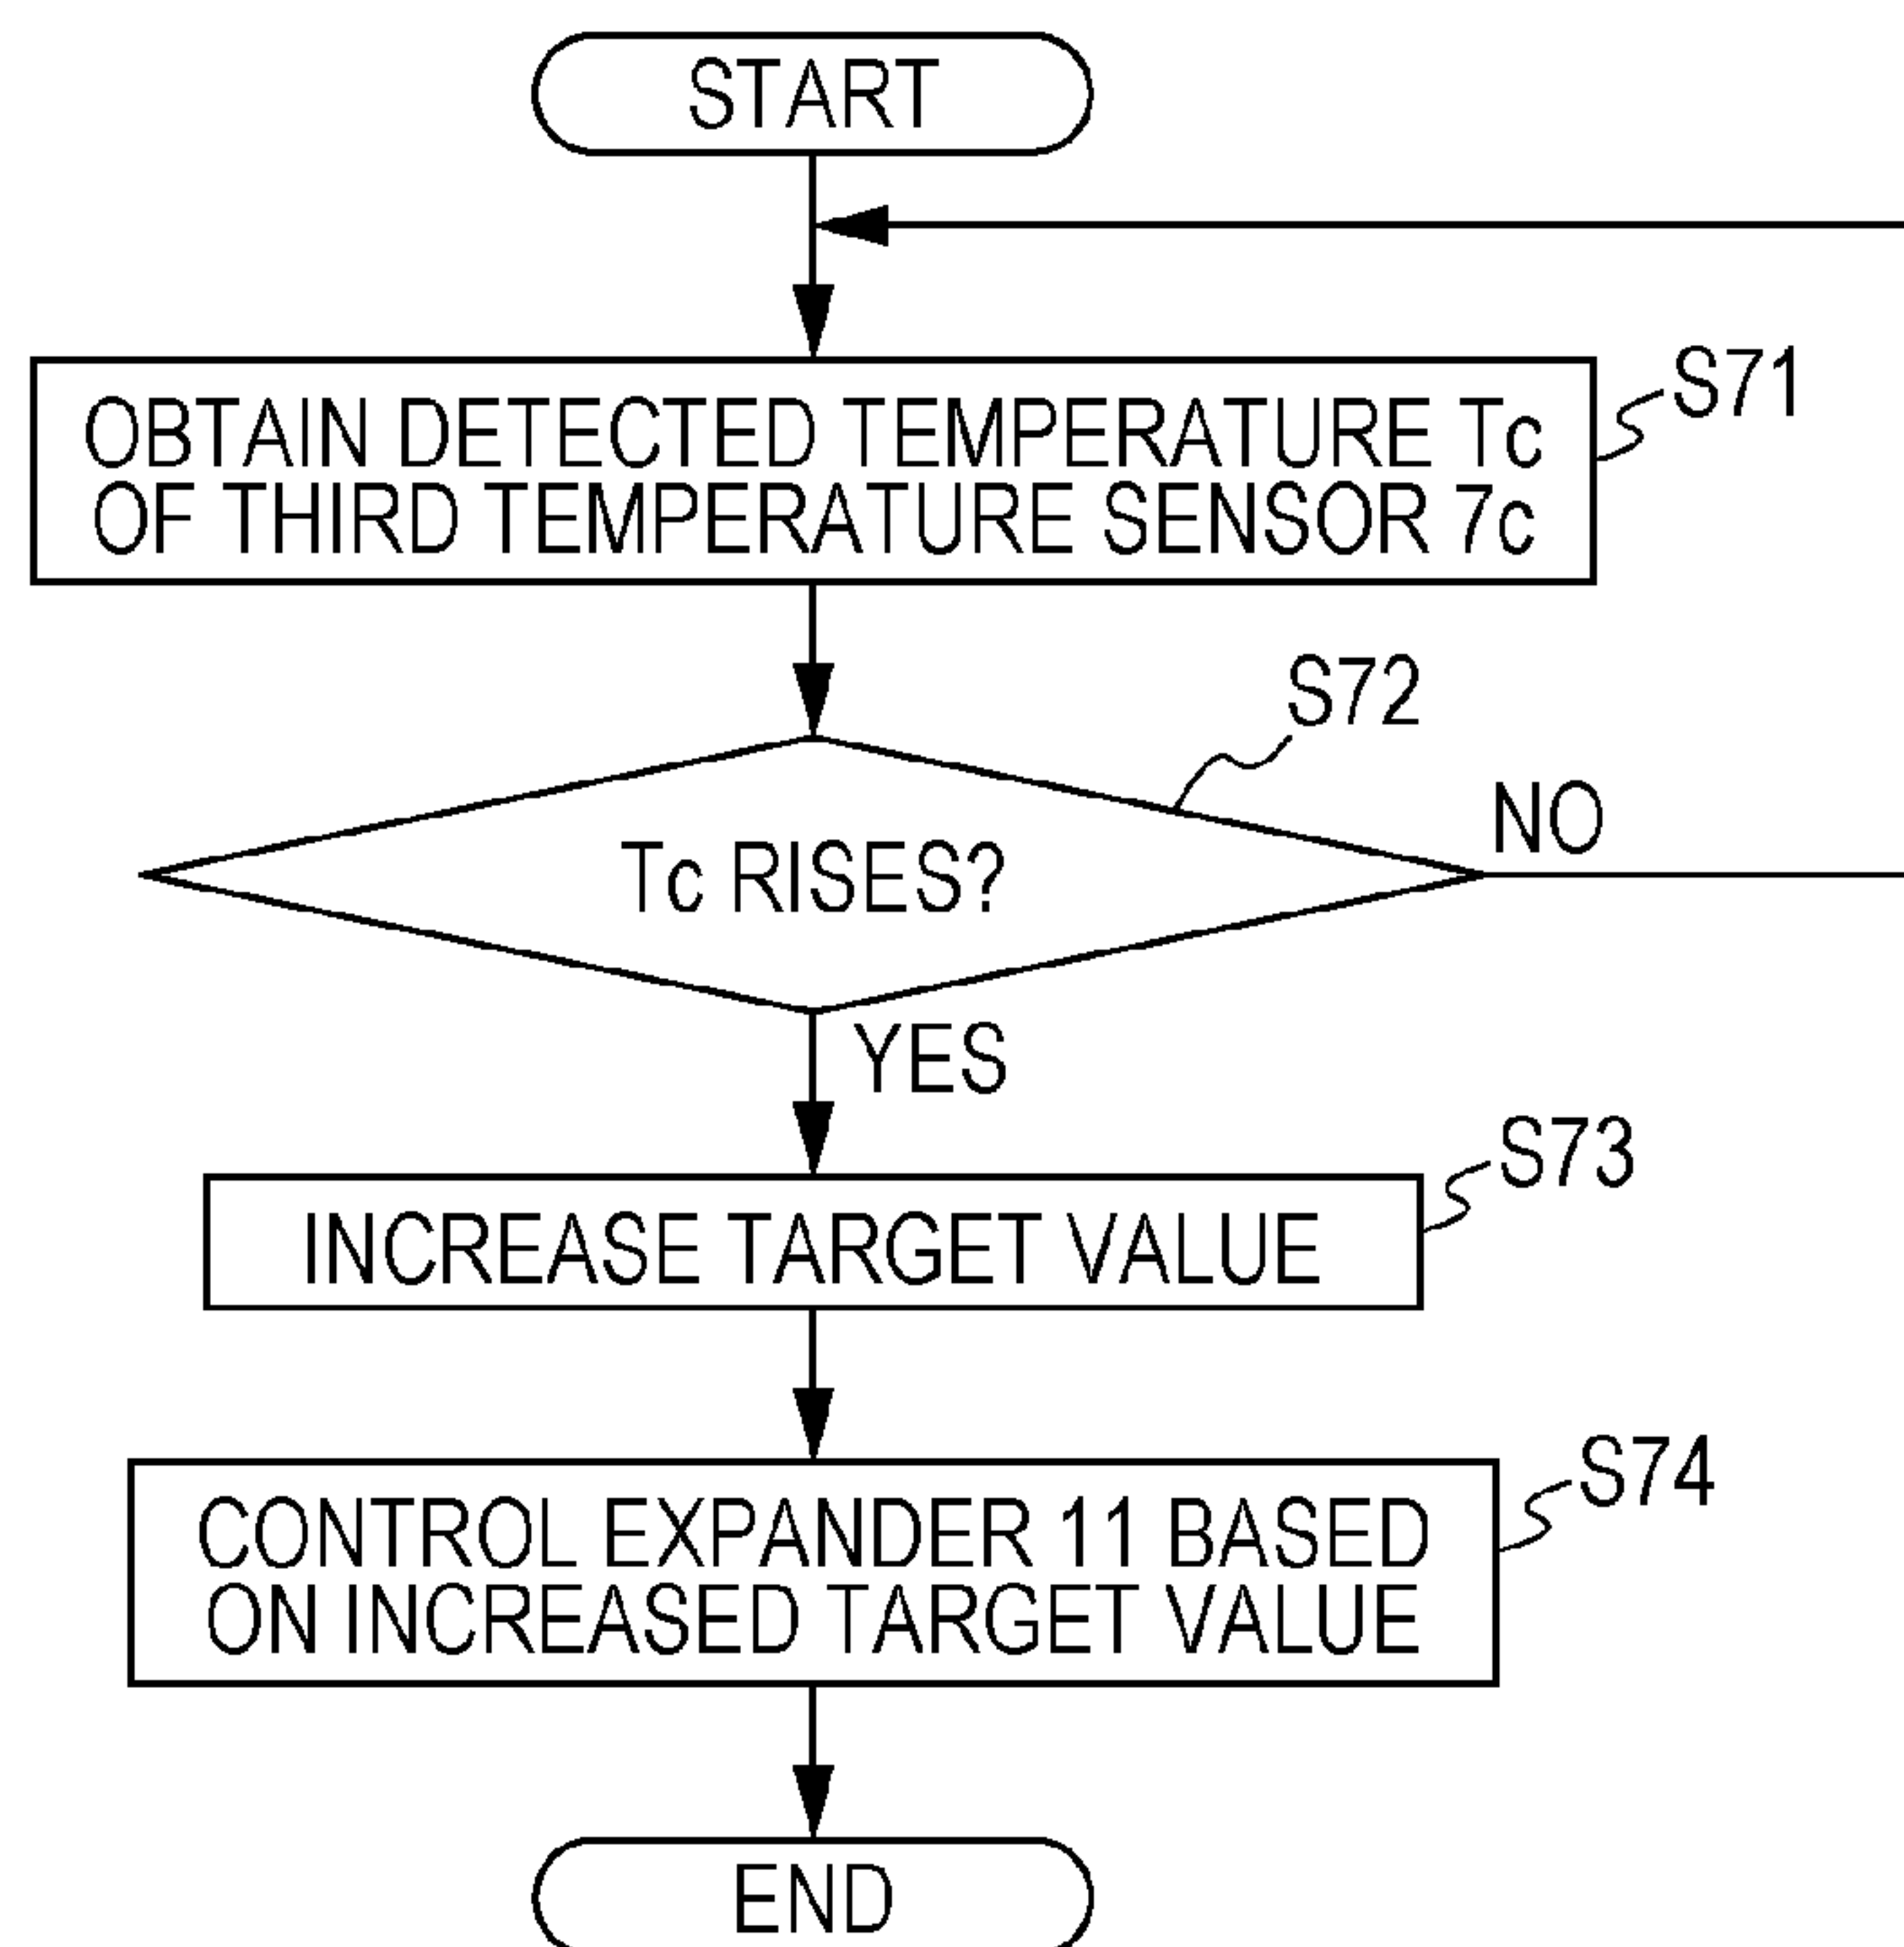 START
OBTAIN DETECTED TEMPERATURE Tc
OF THIRD TEMPERATURE SENSOR 7c
S71
S72
Tc RISES?
NO
YES
S73
INCREASE TARGET VALUE
S74
CONTROL EXPANDER 11 BASED
ON INCREASED TARGET VALUE
END